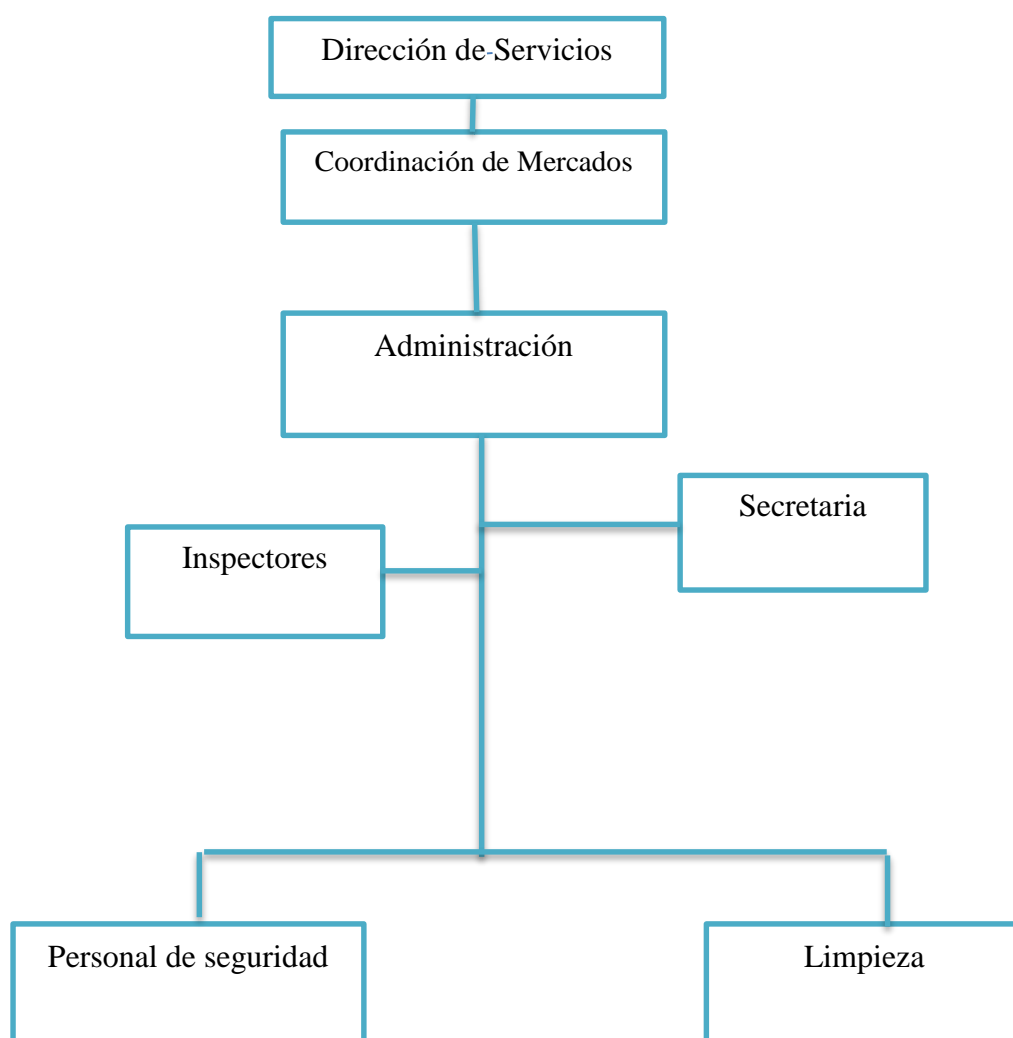 Dirección de-Servicios
Coordinación de Mercados
Administración
Secretaria
Inspectores
Personal de seguridad
Limpieza